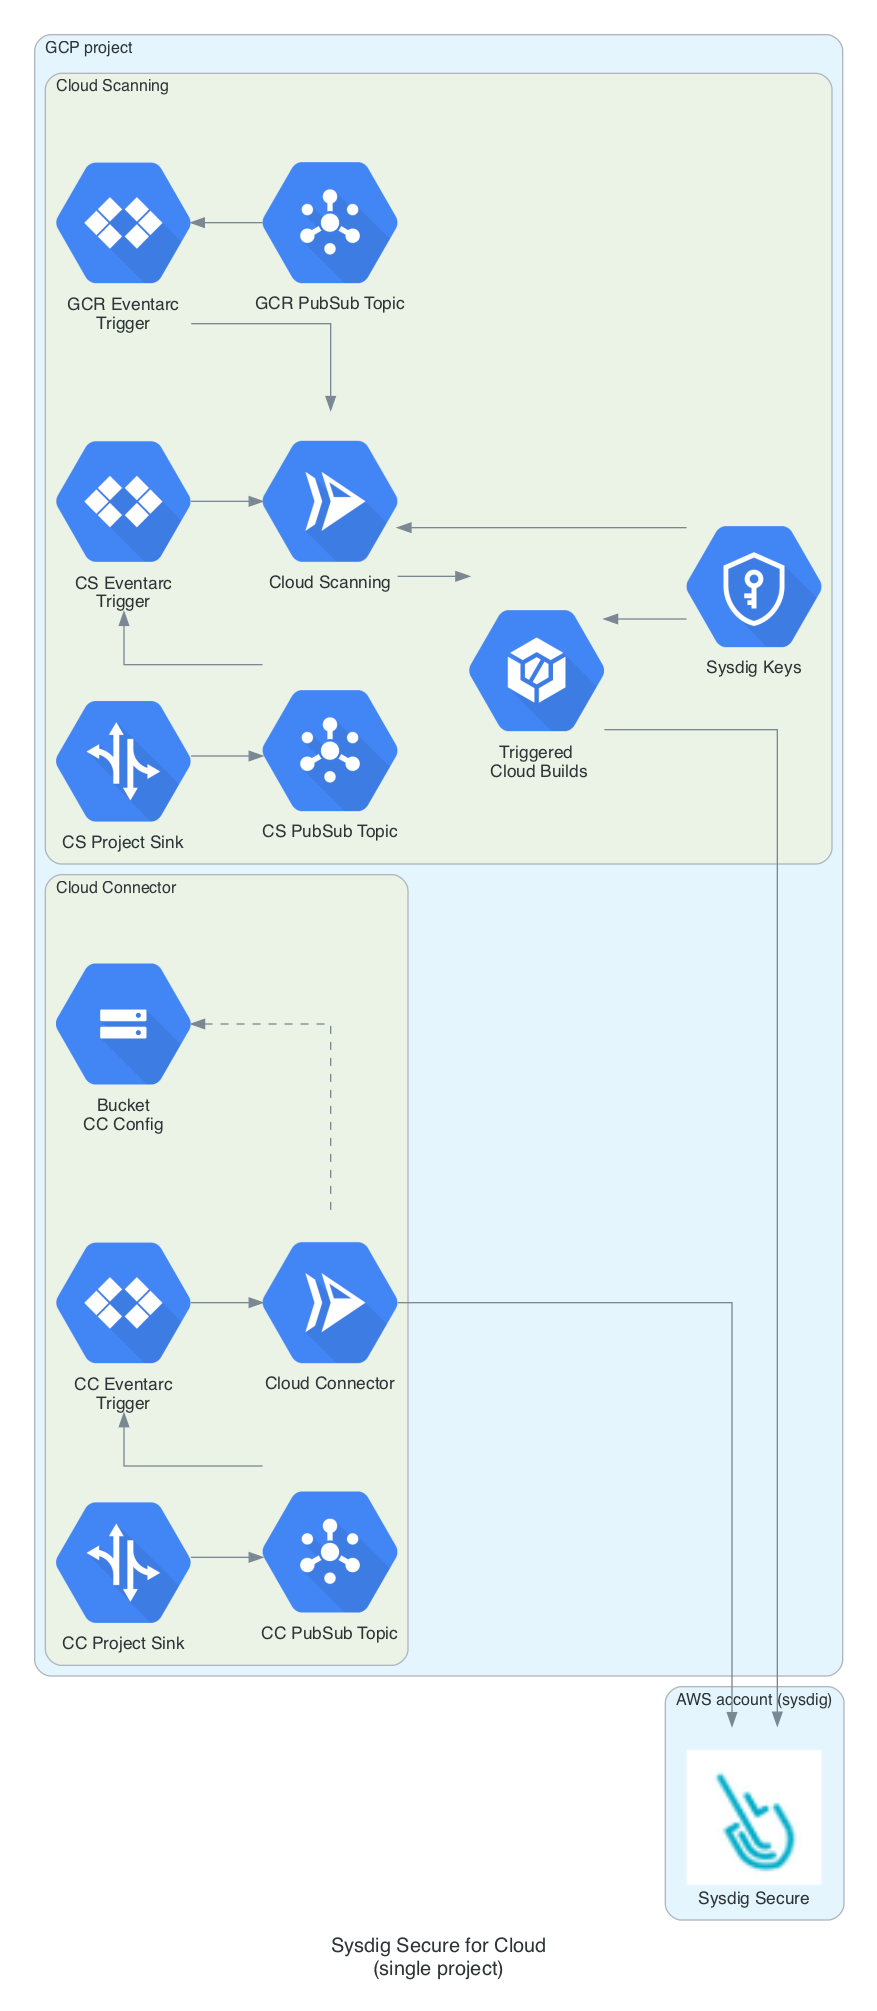 GCP project
Cloud Scanning
GCR Eventarc
Trigger
GCR PubSub Topic
CS Eventarc
Trigger
Cloud Scanning
Sysdig Keys
Triggered
Cloud Builds
CS Project Sink
CS PubSub Topic
Cloud Connector
Bucket
CC Config
CC Eventarc
Trigger
Cloud Connector
CC Project Sink
CC PubSub Topic
AWS account (sysdig)
Sysdig Secure
Sysdig Secure for Cloud
(single project)